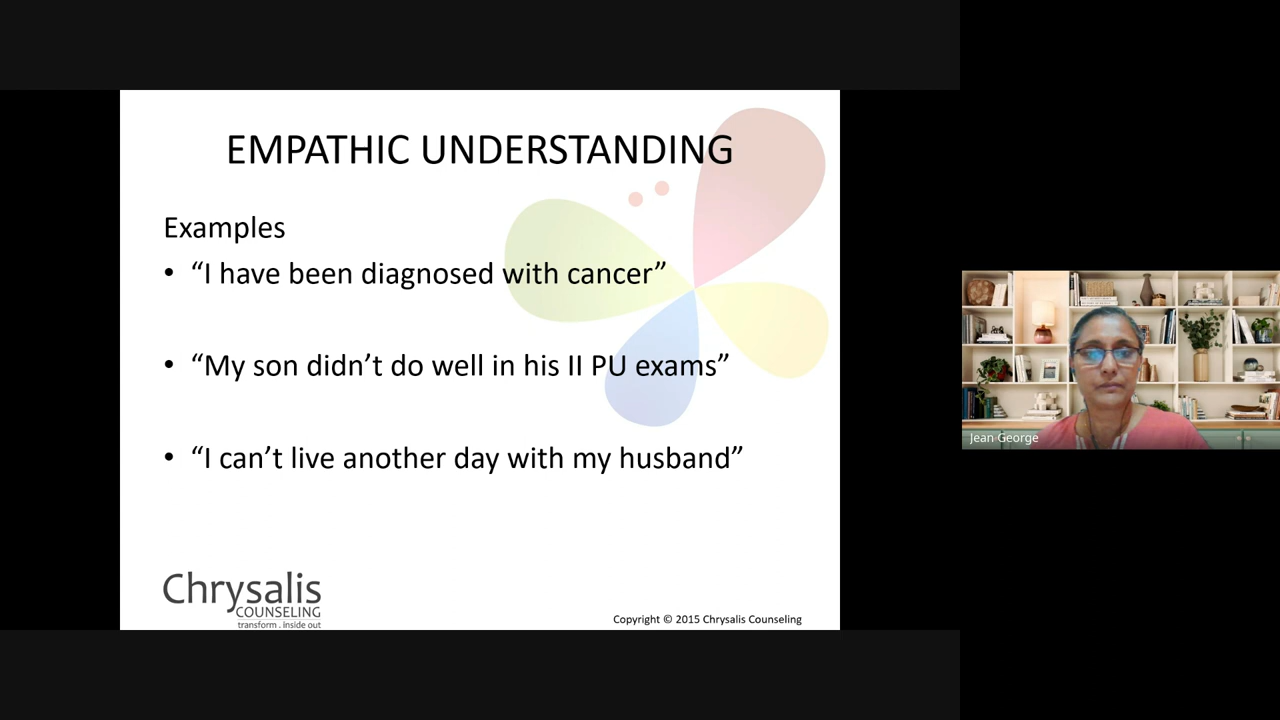 EMPATHIC UNDERSTANDING
Examples
• “I have been diagnosed with cancer”
• “My son didn’t do well in his II PU exams”
• “I can’t live another day with my husband”
Chrysalis
COUNSELING
transform . inside out
Copyright © 2015 Chrysalis Counseling
Jean George